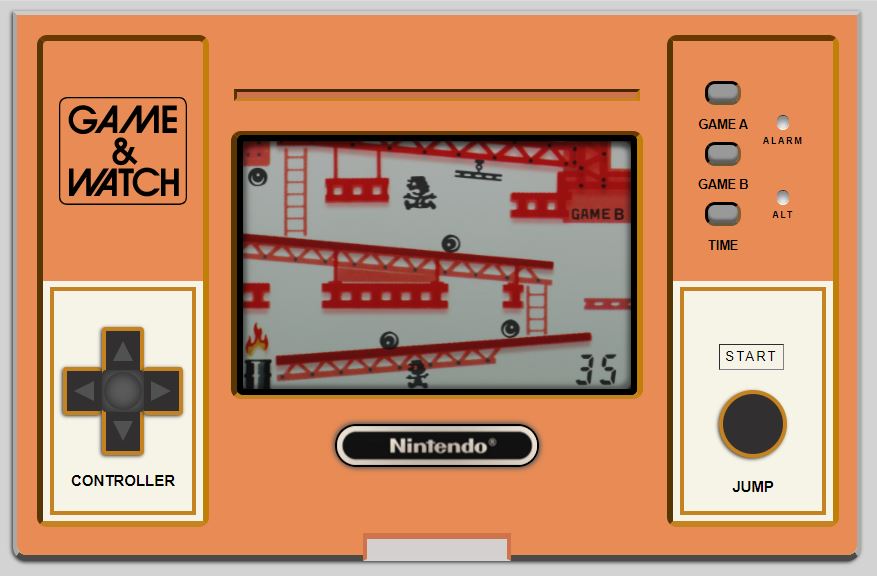 GAME
&
WATCH
GAME A
ALARM
GAME B
ALT
TIME
GAME B
35
START
Nintendo®
CONTROLLER
JUMP